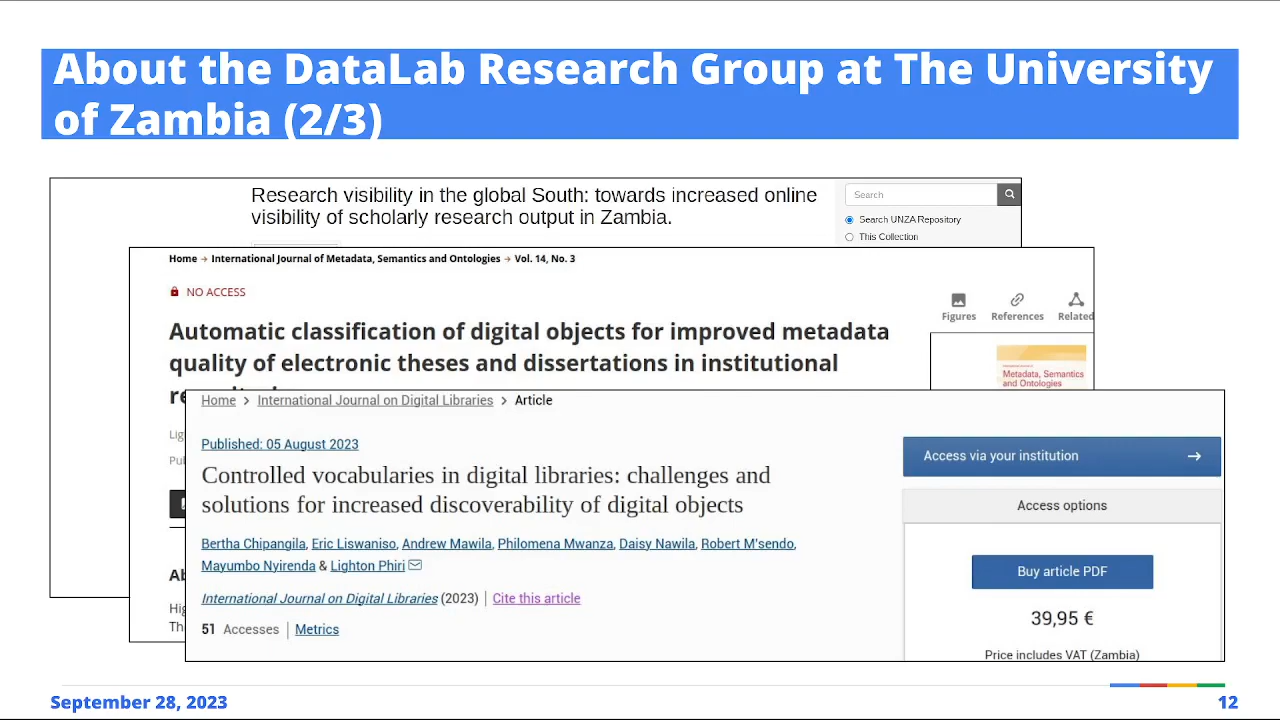 About the DataLab Research Group at The University
of Zambia (2/3)
Research visibility in the global South: towards increased online
visibility of scholarly research output in Zambia.
Search
Search UNZA Repository
This Collection
Home → International Journal of Metadata, Semantics and Ontologies → Vol. 14, No. 3
NO ACCESS
Figures References Related
Automatic classification of digital objects for improved metadata
quality of electronic theses and dissertations in institutional
Metadata, Semantics
and Ontologies
Home > International Journal on Digital Libraries > Article
Published: 05 August 2023
Controlled vocabularies in digital libraries: challenges and
solutions for increased discoverability of digital objects
Bertha Chipangila, Eric Liswaniso, Andrew Mawila, Philomena Mwanza, Daisy Nawila, Robert M'sendo,
Mayumbo Nyirenda & Lighton Phiri
International Journal on Digital Libraries (2023) | Cite this article
51 Accesses | Metrics
Access via your institution →
Access options
Buy article PDF
39,95 €
Price includes VAT (Zambia)
September 28, 2023
12